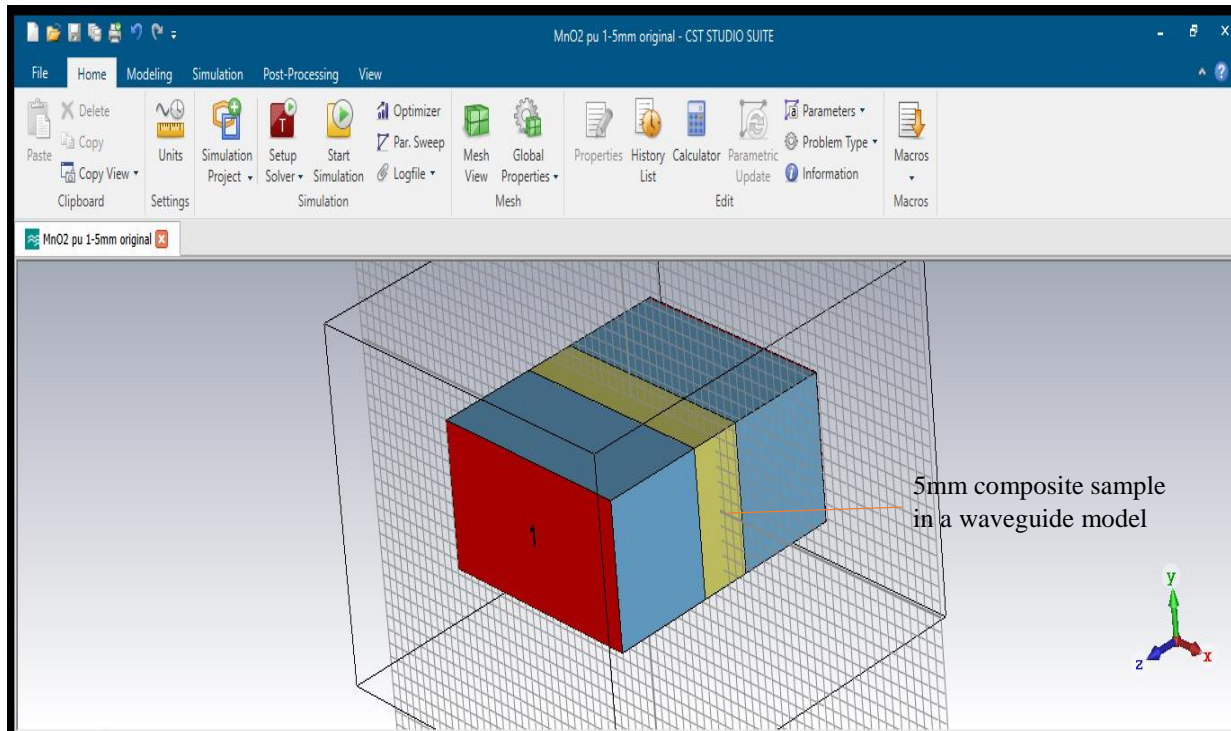 MnO2 pu 1-5mm original - CST STUDIO SUITE
File Home Modeling Simulation Post-Processing View
Paste
Delete
Copy
Copy View
Clipboard
Units
Settings
Simulation
Project
Setup
Solver
Start
Simulation
Optimizer
Par. Sweep
Logfile
Simulation
Mesh
View
Global
Properties
Mesh
Properties
History
List
Calculator
Parametric
Update
Parameters
Problem Type
Information
Edit
Macros
Macros
MnO2 pu 1-5mm original
1
5mm composite sample
in a waveguide model
y
z
x